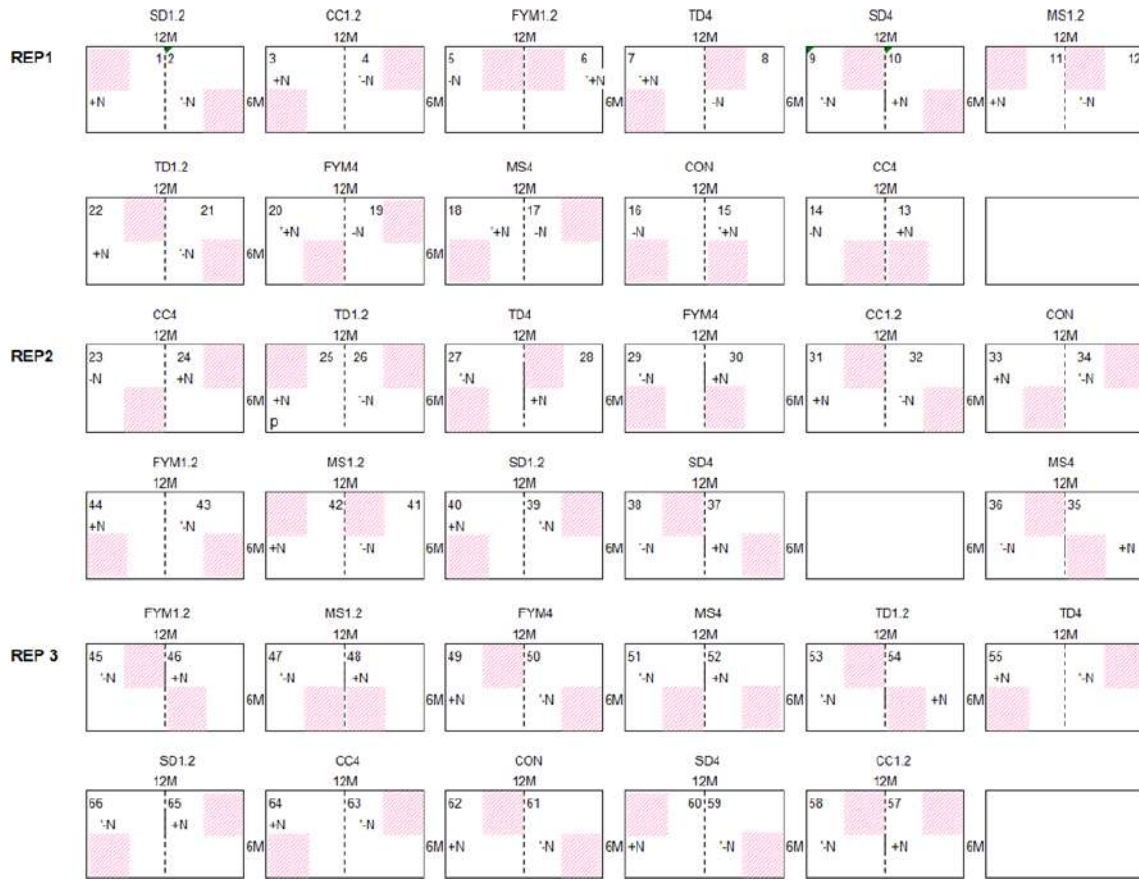 SD1.2 CC1.2 FYM1.2 TD4 SD4 MS1.2
12M 12M 12M 12M 12M 12M
REP1
1 2 3 4 5 6 7 8 9 10 11 12
+N '-N +N '-N -N '+N '+N -N '-N +N +N '-N
6M 6M 6M 6M 6M
TD1.2 FYM4 MS4 CON CC4
12M 12M 12M 12M 12M
22 21 20 19 18 17 16 15 14 13
+N '-N '+N -N '+N -N -N '+N -N +N
6M 6M 6M 6M 6M
CC4 TD1.2 TD4 FYM4 CC1.2 CON
12M 12M 12M 12M 12M 12M
REP2
23 24 25 26 27 28 29 30 31 32 33 34
-N +N +N '-N '-N +N '-N +N +N '-N +N '-N
6M 6M 6M 6M 6M
p
FYM1.2 MS1.2 SD1.2 SD4 MS4
12M 12M 12M 12M 12M
44 43 42 41 40 39 38 37 36 35
+N '-N +N '-N +N '-N '-N +N '-N +N
6M 6M 6M 6M 6M
FYM1.2 MS1.2 FYM4 MS4 TD1.2 TD4
12M 12M 12M 12M 12M 12M
REP 3
45 46 47 48 49 50 51 52 53 54 55
'-N +N '-N +N +N '-N '-N +N '-N +N +N '-N
6M 6M 6M 6M 6M
SD1.2 CC4 CON SD4 CC1.2
12M 12M 12M 12M 12M
66 65 64 63 62 61 60 59 58 57
'-N +N +N '-N +N '-N +N '-N '-N +N
6M 6M 6M 6M 6M